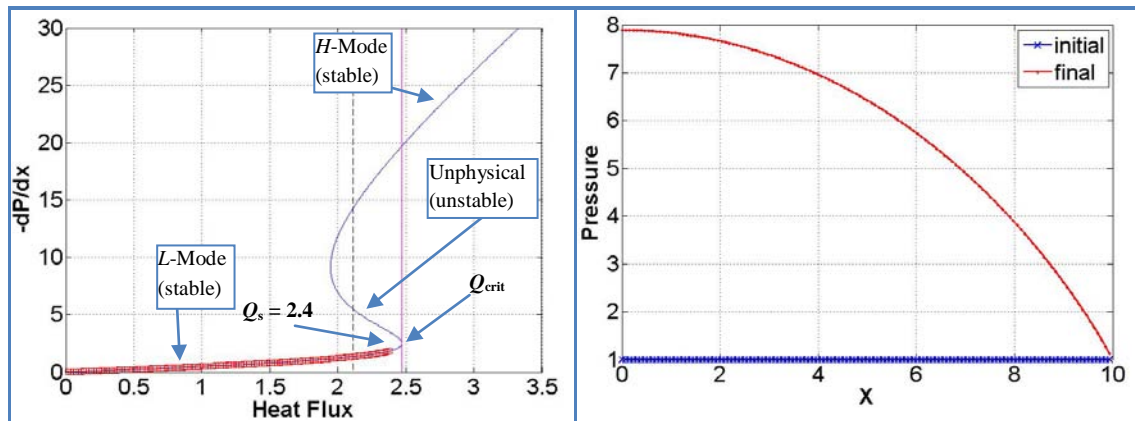 30
25
20
15
10
5
0
-dP/dx
0
0.5
1
1.5
2
2.5
3
3.5
Heat Flux
H-Mode
(stable)
Unphysical
(unstable)
L-Mode
(stable)
Qs = 2.4
Qcrit
8
7
6
5
4
3
2
1
Pressure
0
2
4
6
8
10
X
initial
final